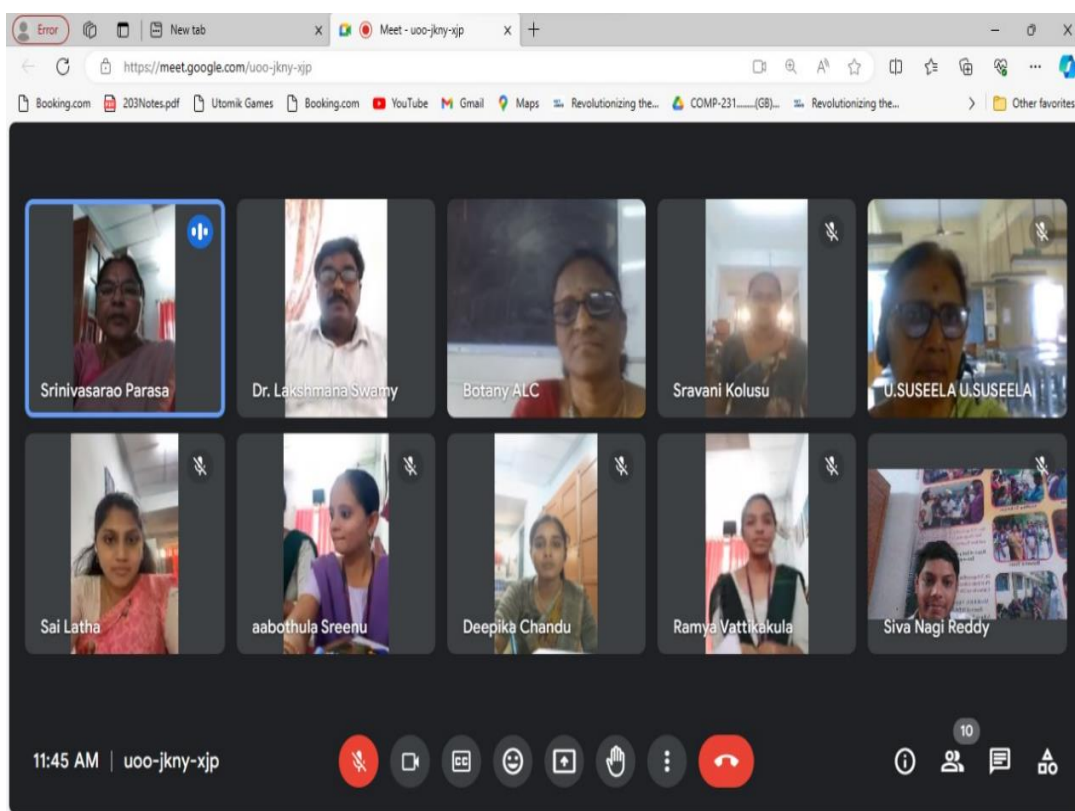 Error
New tab
Meet - uoo-jkny-xjp
https://meet.google.com/uoo-jkny-xjp
Booking.com 203Notes.pdf Utomik Games Booking.com YouTube Gmail Maps Revolutionizing the... COMP-231......(GB)... Revolutionizing the... Other favorites
Srinivasarao Parasa
Dr. Lakshmana Swamy
Botany ALC
Sravani Kolusu
U.SUSEELA U.SUSEELA
Sai Latha
aabothula Sreenu
Deepika Chandu
Ramya Vattikakula
Siva Nagi Reddy
11:45 AM | uoo-jkny-xjp
CC
10